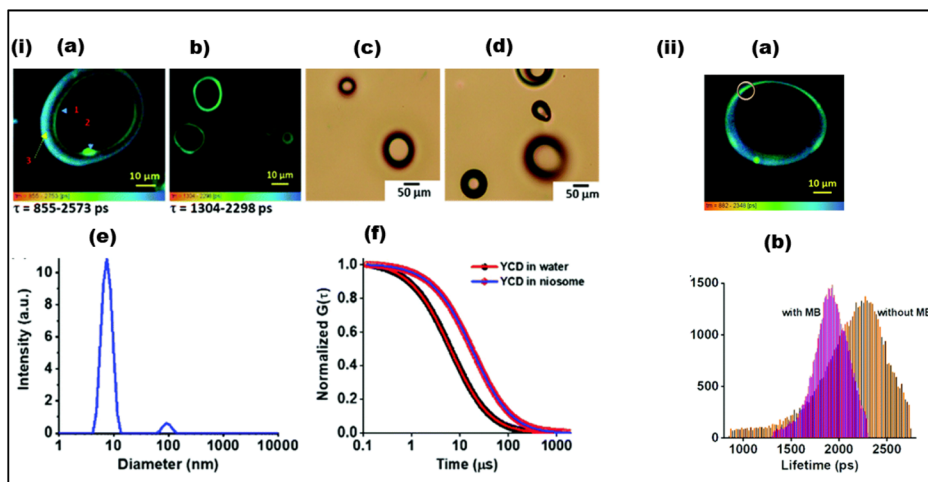 (i) (a) b) (c) (d) (ii) (a)
1
2
3
10 µm
10 µm
50 µm
50 µm
10 µm
τ = 855-2573 ps
τ = 1304-2298 ps
(e)
Intensity (a.u.)
10
8
6
4
2
0
1 10 100 1000 10000
Diameter (nm)
(f)
Normalized G(τ)
1.0
0.8
0.6
0.4
0.2
0.0
YCD in water
YCD in niosome
0.1 1 10 100 1000
Time (µs)
(b)
1500
1250
1000
750
500
250
0
with MB
without MB
1000 1500 2000 2500
Lifetime (ps)